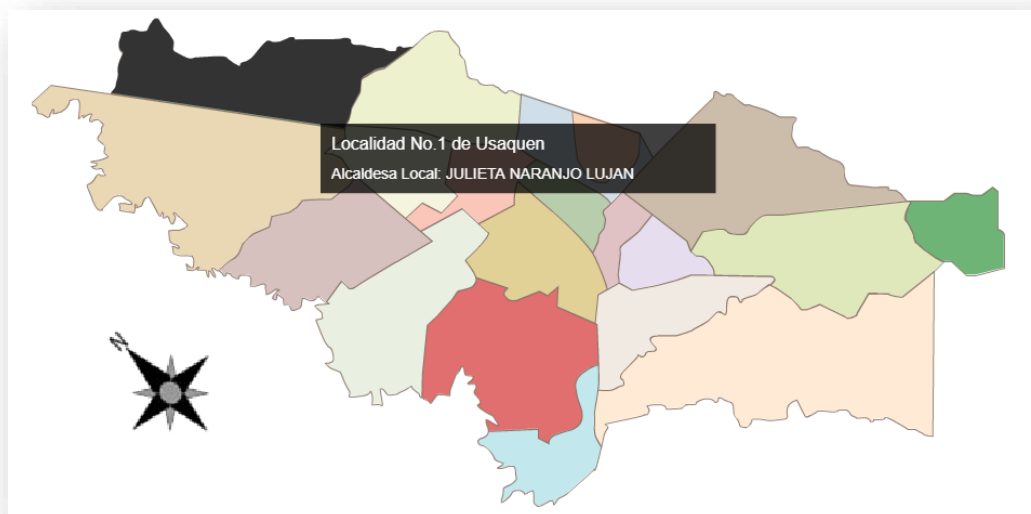 Localidad No.1 de Usaquen
Alcaldesa Local: JULIETA NARANJO LUJAN
N